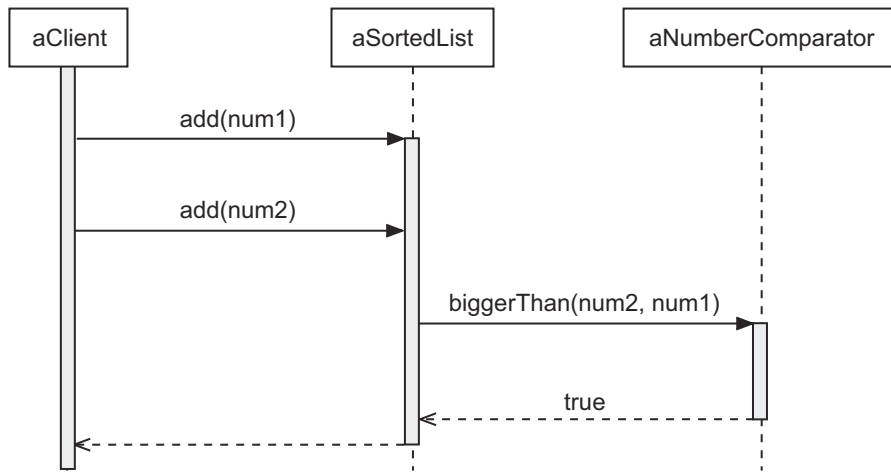 aClient
aSortedList
aNumberComparator
add(num1)
add(num2)
biggerThan(num2, num1)
true